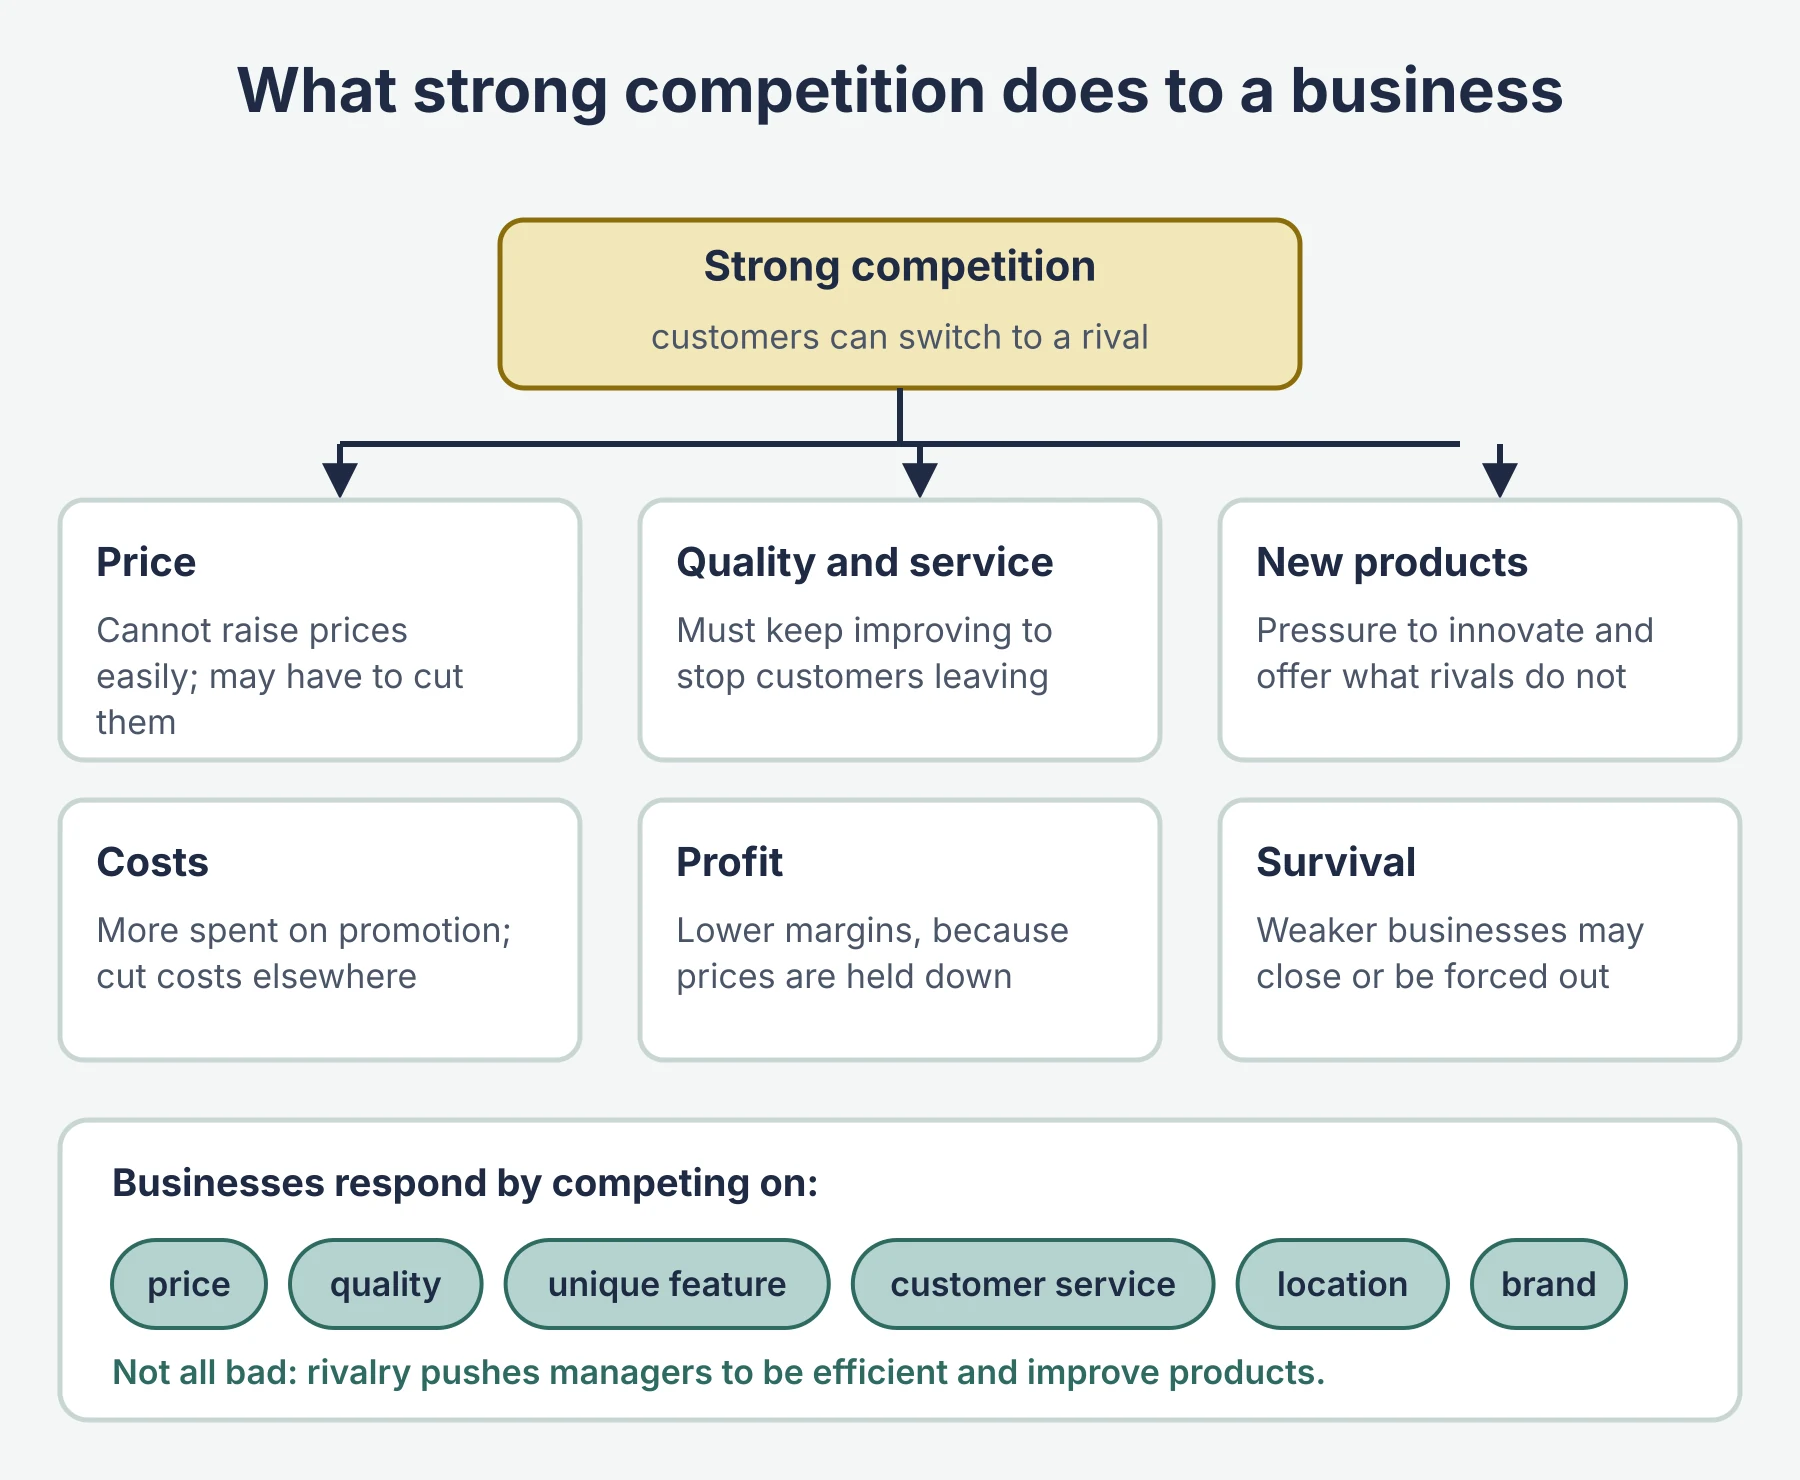 What strong competition does to a business
Strong competition
customers can switch to a rival
Price
Cannot raise prices
easily; may have to cut
them
Quality and service
Must keep improving to
stop customers leaving
New products
Pressure to innovate and
offer what rivals do not
Costs
More spent on promotion;
cut costs elsewhere
Profit
Lower margins, because
prices are held down
Survival
Weaker businesses may
close or be forced out
Businesses respond by competing on:
price
quality
unique feature
customer service
location
brand
Not all bad: rivalry pushes managers to be efficient and improve products.